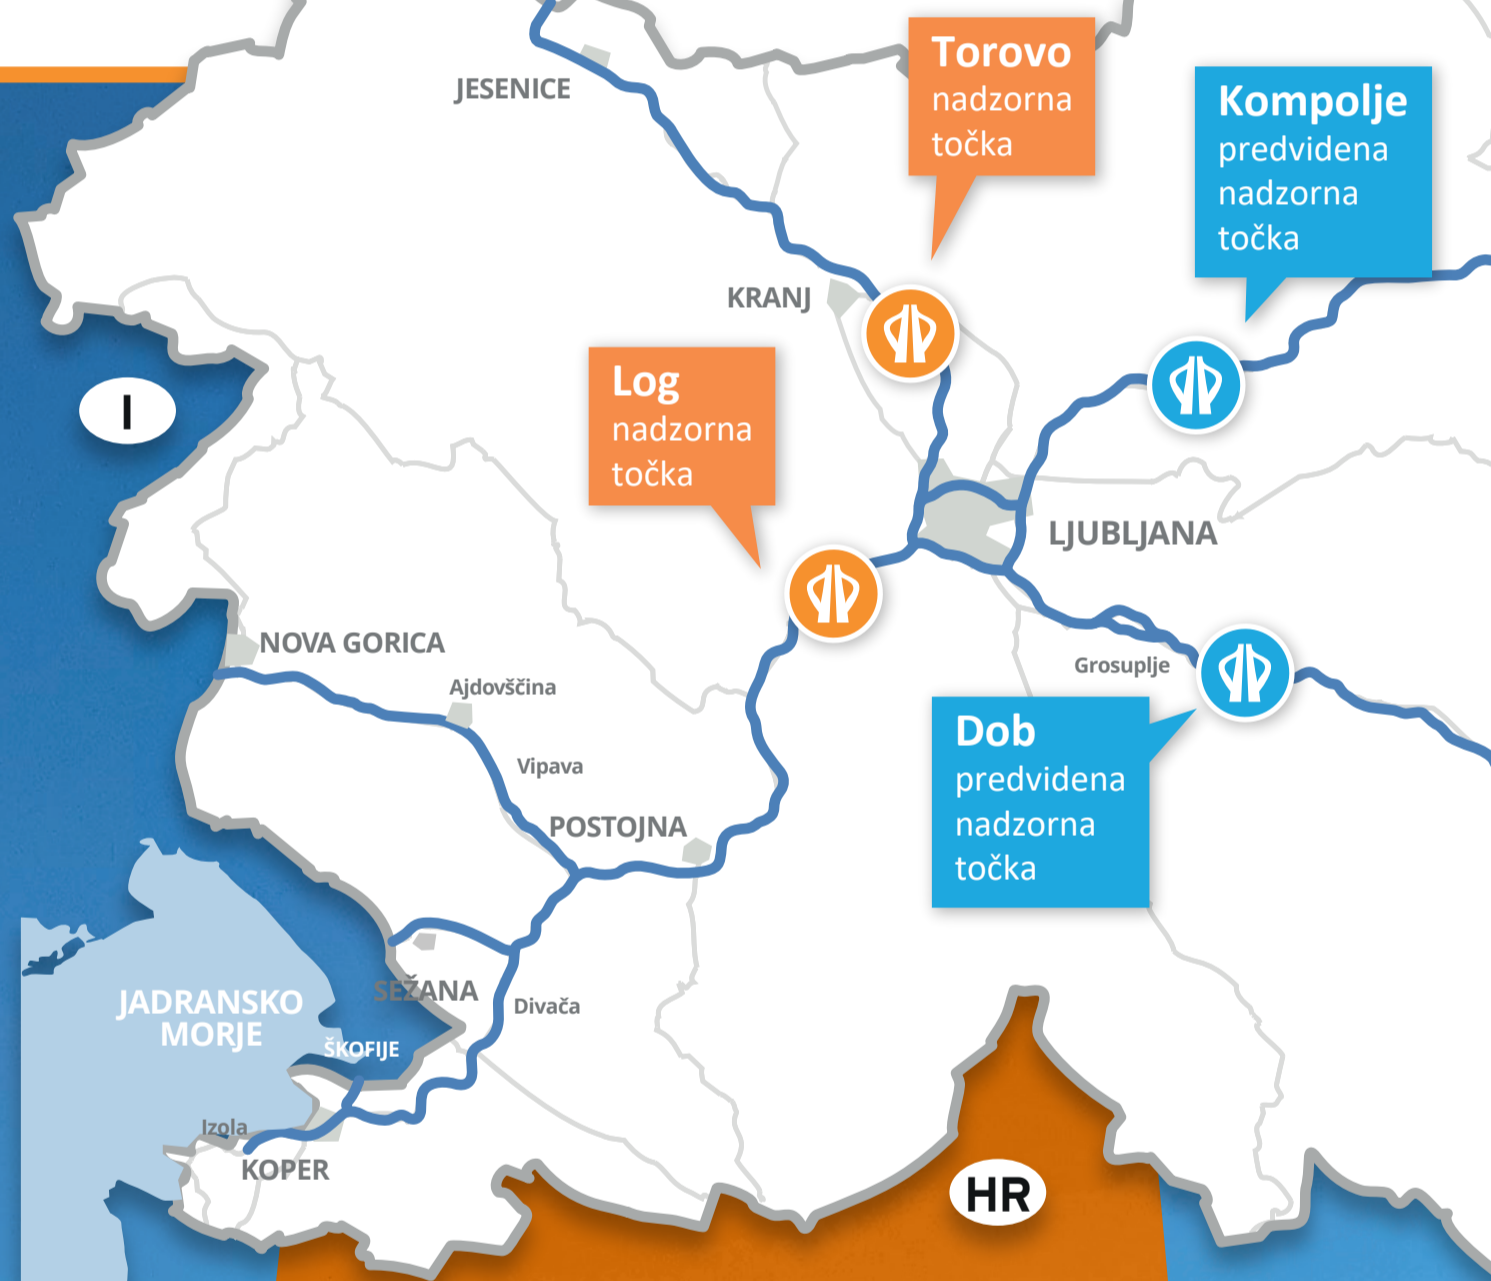 JESENICE
Torovo
nadzorna
točka
Kompolje
predvidena
nadzorna
točka
KRANJ
Log
nadzorna
točka
I
LJUBLJANA
NOVA GORICA
Ajdovščina
Grosuplje
Vipava
Dob
predvidena
nadzorna
točka
POSTOJNA
SEŽANA
Divača
JADRANSKO
MORJE
ŠKOFIJE
Izola
KOPER
HR